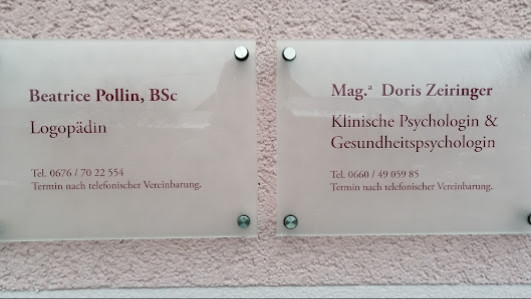 Beatrice Pollin, BSc
Logopädin
Tel. 0676 / 70 22 554
Termin nach telefonischer Vereinbarung.
Mag.ª Doris Zeiringer
Klinische Psychologin &
Gesundheitspsychologin
Tel. 0660 / 49 059 85
Termin nach telefonischer Vereinbarung.